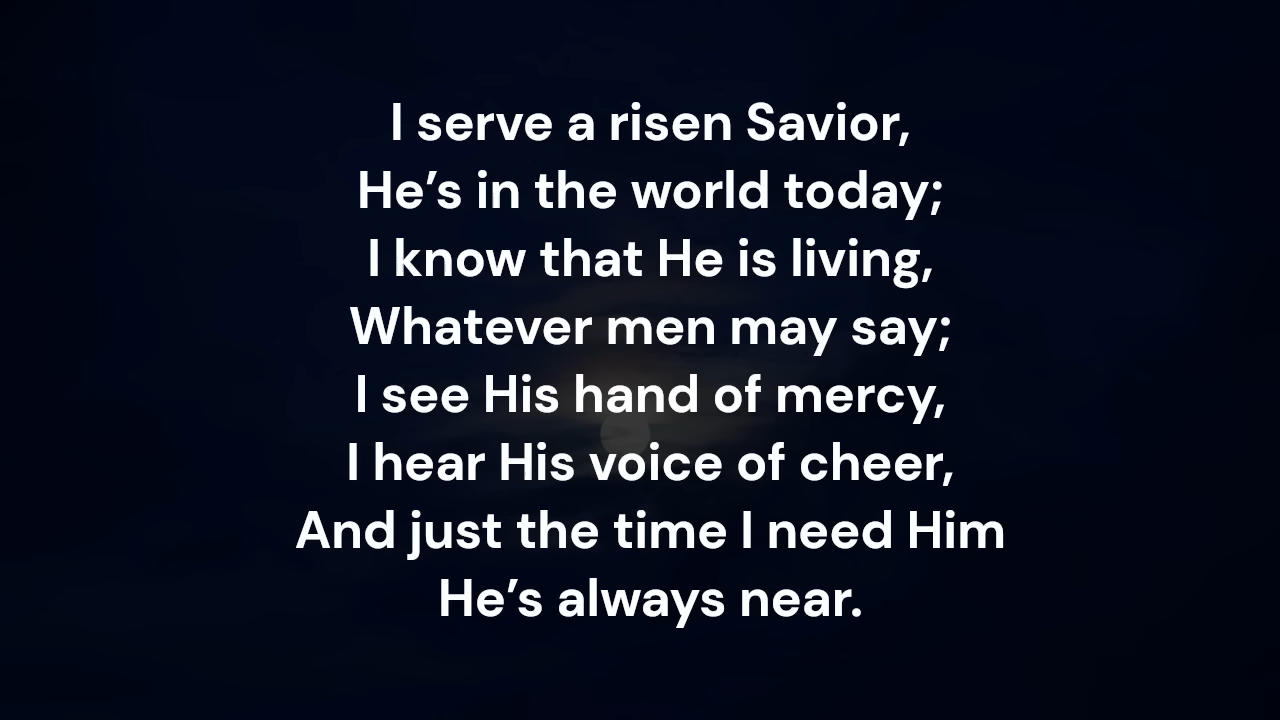 I serve a risen Savior,
He’s in the world today;
I know that He is living,
Whatever men may say;
I see His hand of mercy,
I hear His voice of cheer,
And just the time I need Him
He’s always near.